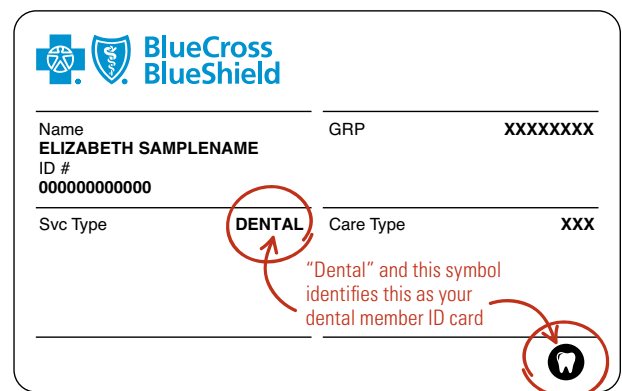 BlueCross
BlueShield
Name
ELIZABETH SAMPLENAME
ID #
000000000000
GRP XXXXXXXX
Svc Type DENTAL
Care Type XXX
“Dental” and this symbol
identifies this as your
dental member ID card